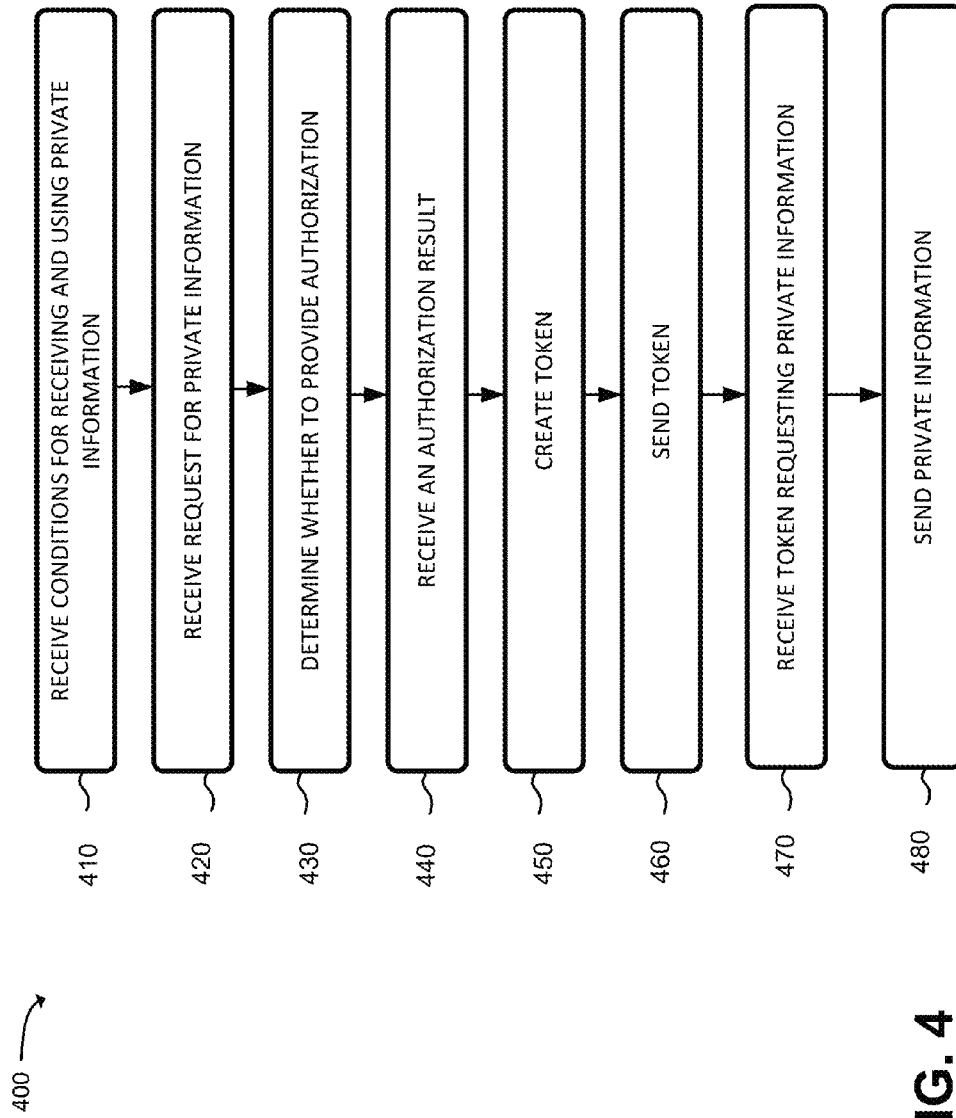 400
410
RECEIVE CONDITIONS FOR RECEIVING AND USING PRIVATE
INFORMATION
420
RECEIVE REQUEST FOR PRIVATE INFORMATION
430
DETERMINE WHETHER TO PROVIDE AUTHORIZATION
440
RECEIVE AN AUTHORIZATION RESULT
450
CREATE TOKEN
460
SEND TOKEN
470
RECEIVE TOKEN REQUESTING PRIVATE INFORMATION
480
SEND PRIVATE INFORMATION
IG. 4